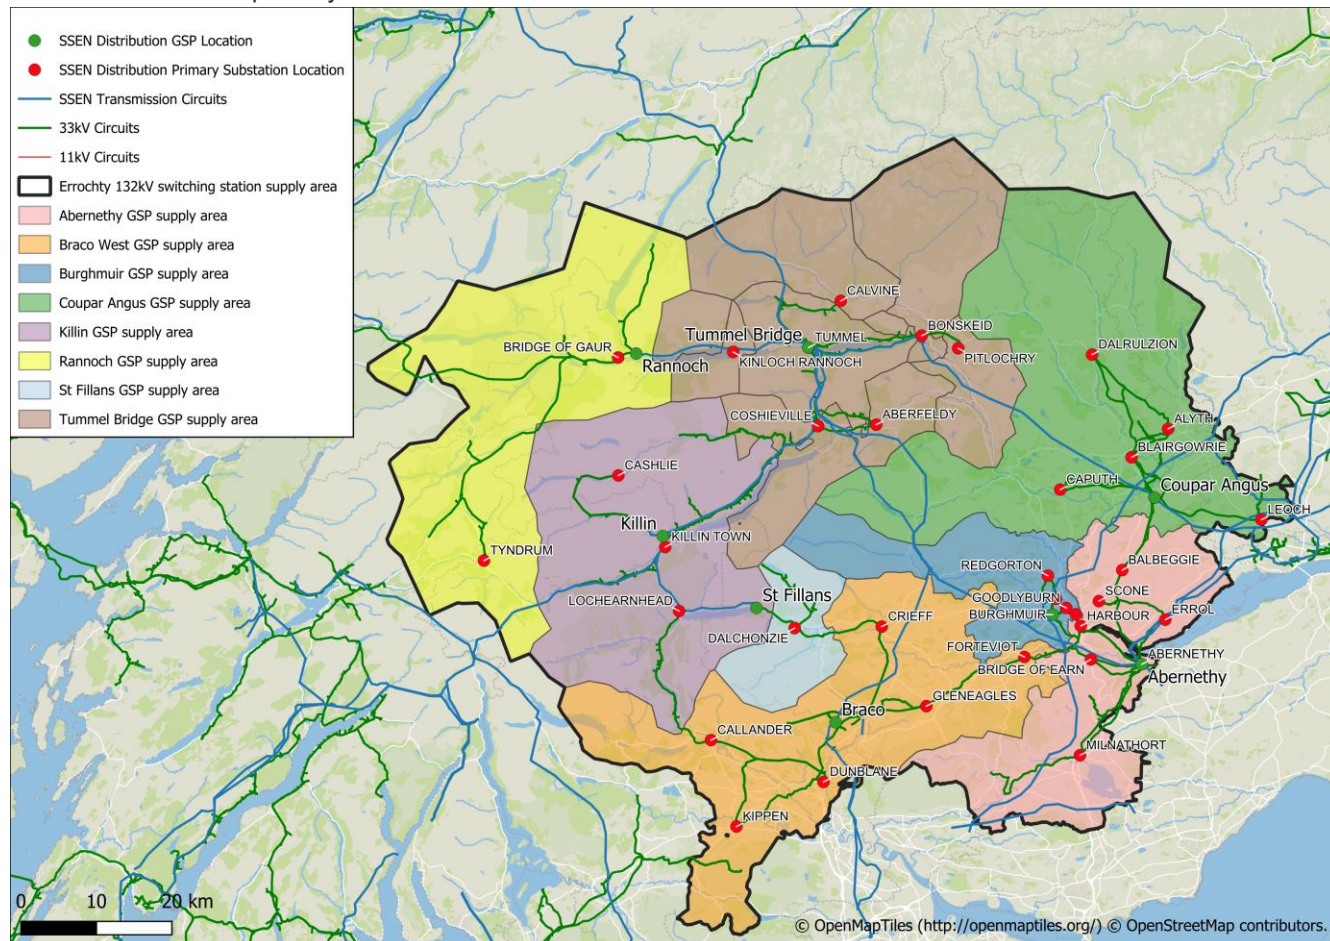 SSEN Distribution GSP Location
SSEN Distribution Primary Substation Location
SSEN Transmission Circuits
33kV Circuits
11kV Circuits
Errochty 132kV switching station supply area
Abernethy GSP supply area
Braco West GSP supply area
Burghmuir GSP supply area
Coupar Angus GSP supply area
Killin GSP supply area
Rannoch GSP supply area
St Fillans GSP supply area
Tummel Bridge GSP supply area
CALVINE
BONSKEID
Tummel Bridge
TUMMEL
BRIDGE OF GAUR
Rannoch
KINLOCH RANNOCH
PITLOCHRY
DALRULZION
COSHIEVILLE
ABERFELDY
ALYTH
BLAIRGOWRIE
CASHLIE
CAPUTH
Coupar Angus
LEOCH
Killin
KILLIN TOWN
TYNDRUM
REDGORTON
BALBEGGIE
LOCHEARNHEAD
St Fillans
GOODLYBURN
SCONE
BURGHMUIR
HARBOUR
ERROL
DALCHONZIE
CRIEFF
FORTEVIOT
BRIDGE OF EARN
ABERNETHY
Abernethy
Braco
GLENEAGLES
CALLANDER
MILNATHORT
DUNBLANE
KIPPEN
0 10 20 km
© OpenMapTiles (http://openmaptiles.org/) © OpenStreetMap contributors.